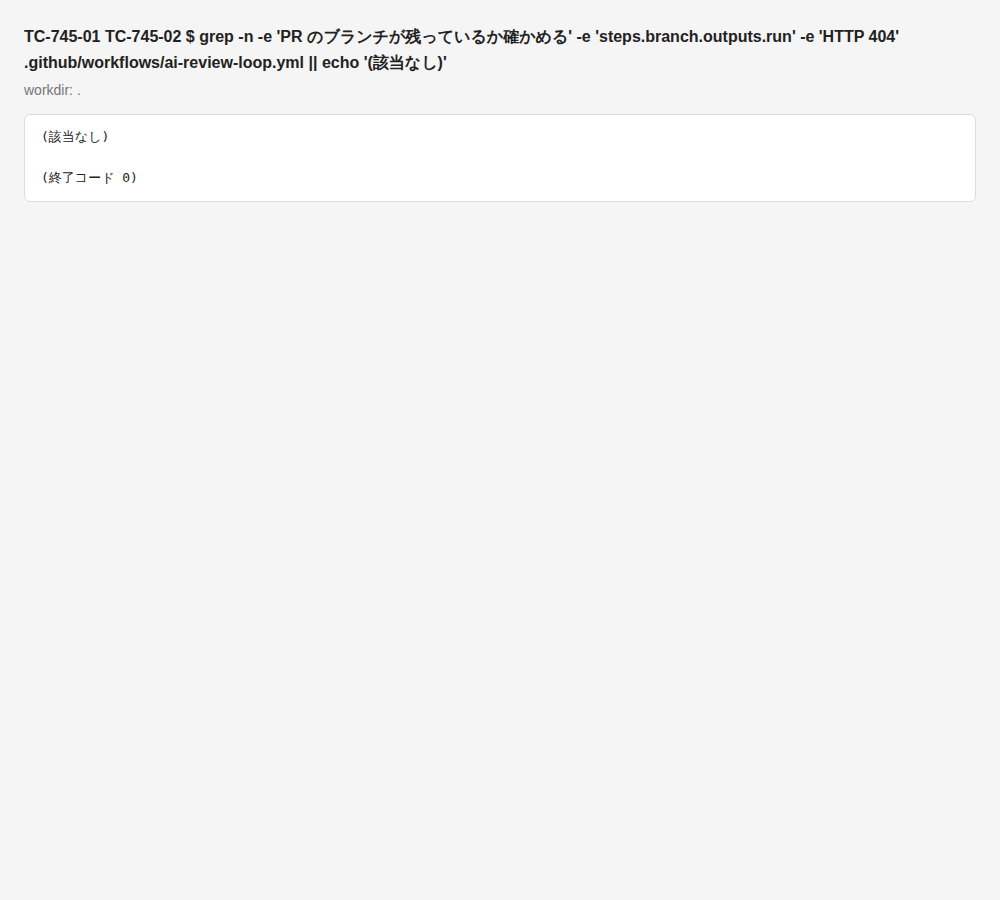 TC-745-01 TC-745-02 $ grep -n -e 'PR のブランチが残っているか確かめる' -e 'steps.branch.outputs.run' -e 'HTTP 404'
.github/workflows/ai-review-loop.yml || echo '(該当なし)'
workdir: .
(該当なし)
(終了コード 0)